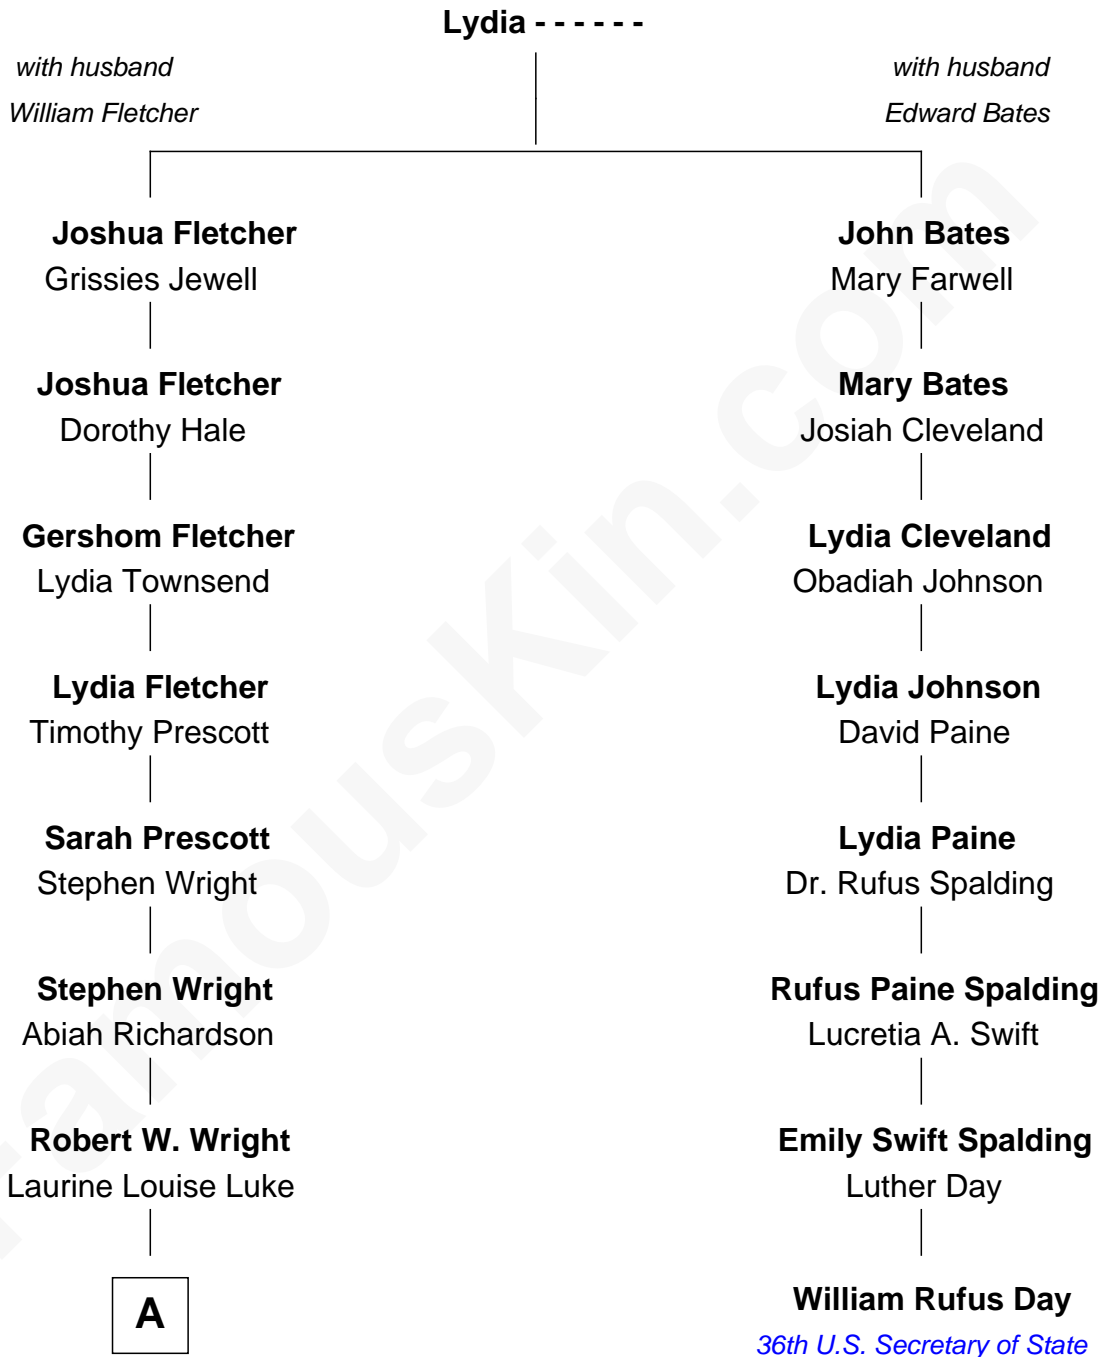 Lydia - - - - - -
with husband
William Fletcher
with husband
Edward Bates
Joshua Fletcher
Grissies Jewell
John Bates
Mary Farwell
Joshua Fletcher
Dorothy Hale
Mary Bates
Josiah Cleveland
Gershom Fletcher
Lydia Townsend
Lydia Cleveland
Obadiah Johnson
Lydia Fletcher
Timothy Prescott
Lydia Johnson
David Paine
Sarah Prescott
Stephen Wright
Lydia Paine
Dr. Rufus Spalding
Stephen Wright
Abiah Richardson
Rufus Paine Spalding
Lucretia A. Swift
Robert W. Wright
Laurine Louise Luke
Emily Swift Spalding
Luther Day
A
William Rufus Day
36th U.S. Secretary of State
FamousKin.com